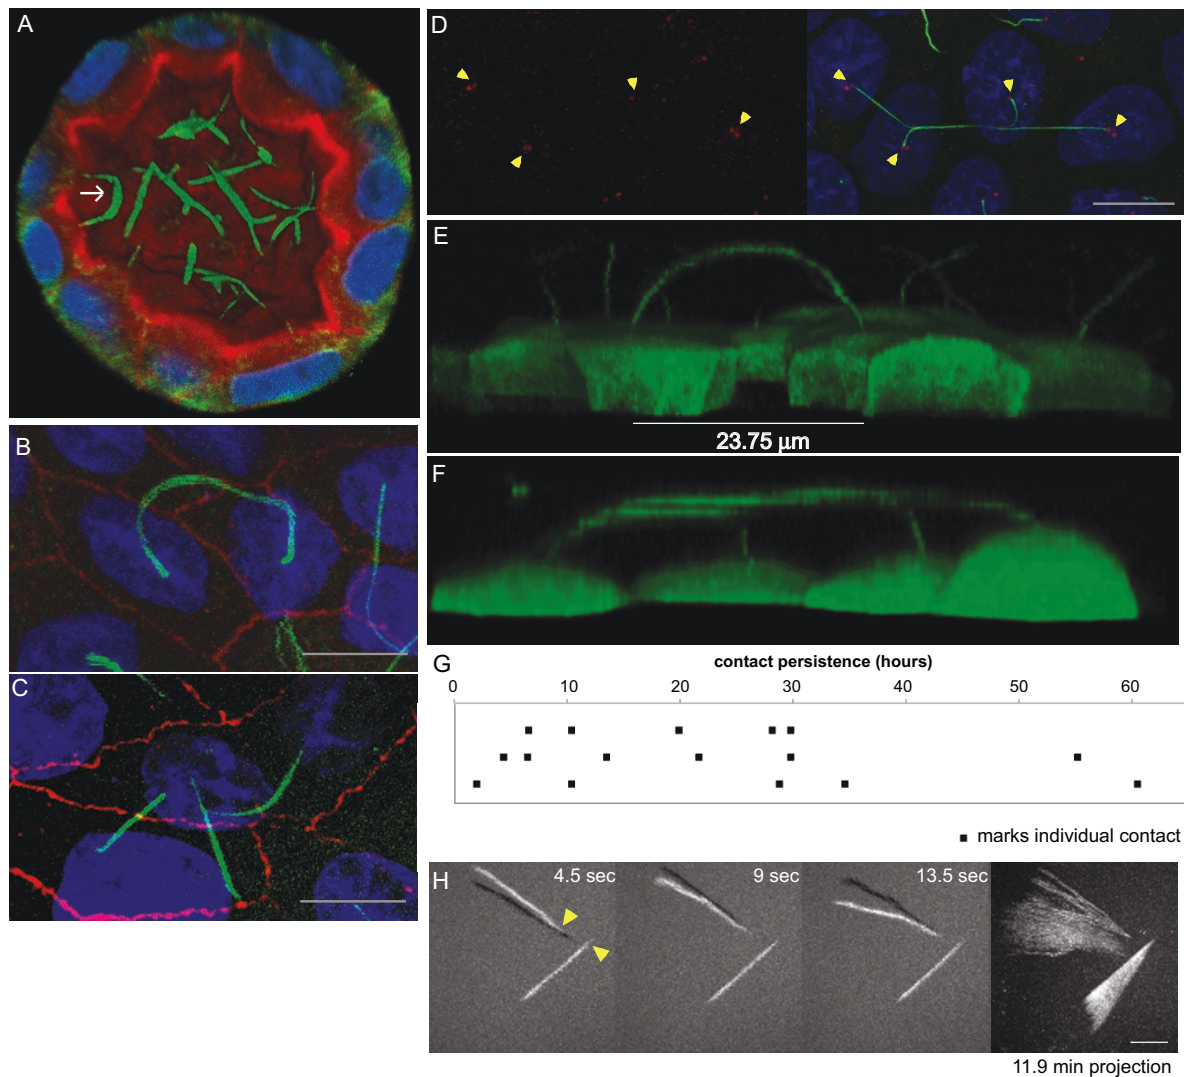 A
B
C
D
E
23.75 µm
F
G
contact persistence (hours)
0 10 20 30 40 50 60
marks individual contact
H
4.5 sec 9 sec 13.5 sec
11.9 min projection